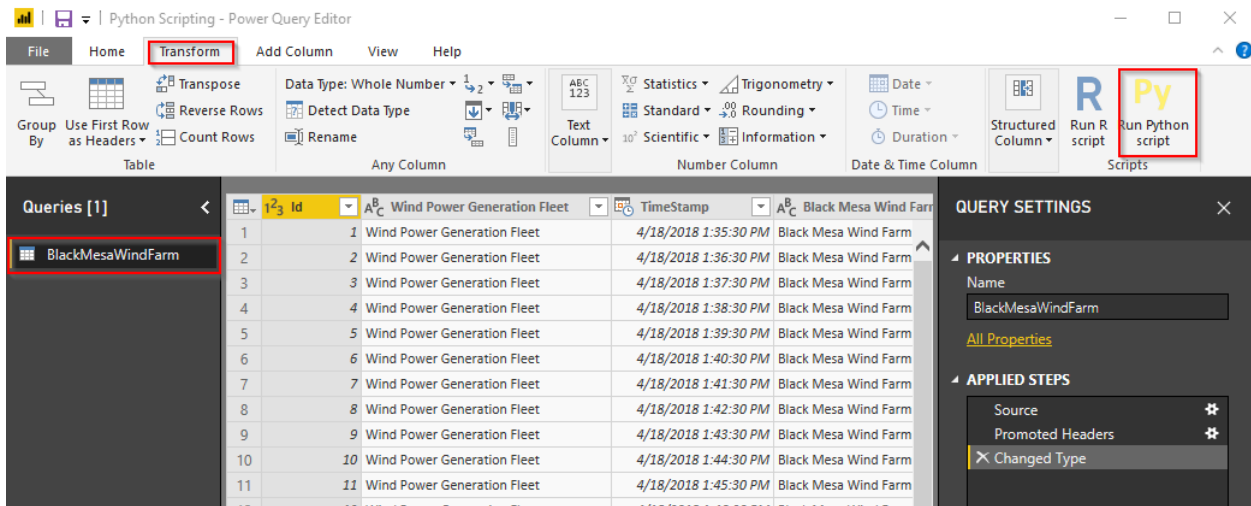 Python Scripting - Power Query Editor
File Home Transform Add Column View Help
Group By
Use First Row as Headers
Transpose
Reverse Rows
Count Rows
Table
Data Type: Whole Number
Detect Data Type
Rename
1 2
Any Column
ABC
123
Text Column
Statistics
Standard
10² Scientific
Trigonometry
.00 Rounding
Information
Number Column
Date
Time
Duration
Date & Time Column
Structured Column
R
Run R script
Py
Run Python script
Scripts
Queries [1]
BlackMesaWindFarm
1²3 Id ABC Wind Power Generation Fleet TimeStamp ABC Black Mesa Wind Farr
1 1 Wind Power Generation Fleet 4/18/2018 1:35:30 PM Black Mesa Wind Farm
2 2 Wind Power Generation Fleet 4/18/2018 1:36:30 PM Black Mesa Wind Farm
3 3 Wind Power Generation Fleet 4/18/2018 1:37:30 PM Black Mesa Wind Farm
4 4 Wind Power Generation Fleet 4/18/2018 1:38:30 PM Black Mesa Wind Farm
5 5 Wind Power Generation Fleet 4/18/2018 1:39:30 PM Black Mesa Wind Farm
6 6 Wind Power Generation Fleet 4/18/2018 1:40:30 PM Black Mesa Wind Farm
7 7 Wind Power Generation Fleet 4/18/2018 1:41:30 PM Black Mesa Wind Farm
8 8 Wind Power Generation Fleet 4/18/2018 1:42:30 PM Black Mesa Wind Farm
9 9 Wind Power Generation Fleet 4/18/2018 1:43:30 PM Black Mesa Wind Farm
10 10 Wind Power Generation Fleet 4/18/2018 1:44:30 PM Black Mesa Wind Farm
11 11 Wind Power Generation Fleet 4/18/2018 1:45:30 PM Black Mesa Wind Farm
QUERY SETTINGS
PROPERTIES
Name
BlackMesaWindFarm
All Properties
APPLIED STEPS
Source
Promoted Headers
Changed Type